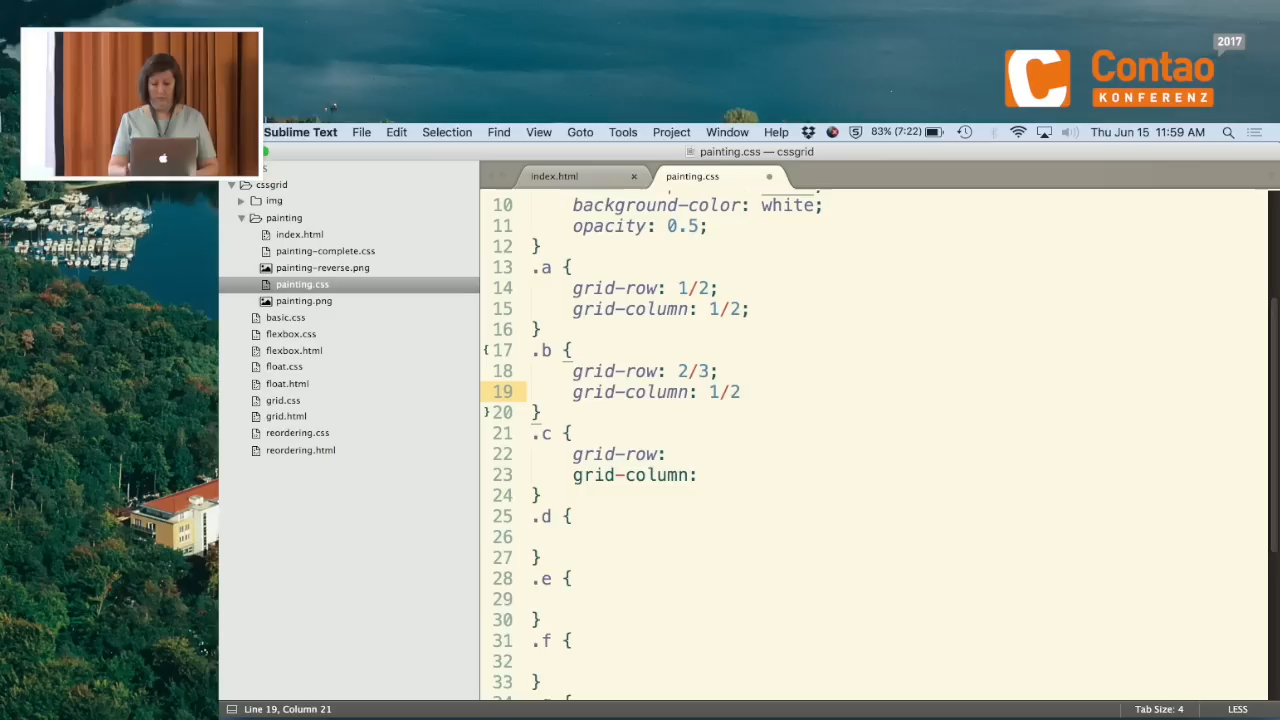 2017
Contao
KONFERENZ
Sublime Text File Edit Selection Find View Goto Tools Project Window Help 83% (7:22) Thu Jun 15 11:59 AM
painting.css — cssgrid
index.html × painting.css
cssgrid
img
painting
index.html
painting-complete.css
painting-reverse.png
painting.css
painting.png
basic.css
flexbox.css
flexbox.html
float.css
float.html
grid.css
grid.html
reordering.css
reordering.html
10 background-color: white;
11 opacity: 0.5;
12 }
13 .a {
14 grid-row: 1/2;
15 grid-column: 1/2;
16 }
17 .b {
18 grid-row: 2/3;
19 grid-column: 1/2
20 }
21 .c {
22 grid-row:
23 grid-column:
24 }
25 .d {
26
27 }
28 .e {
29
30 }
31 .f {
32
33 }
Line 19, Column 21 Tab Size: 4 LESS